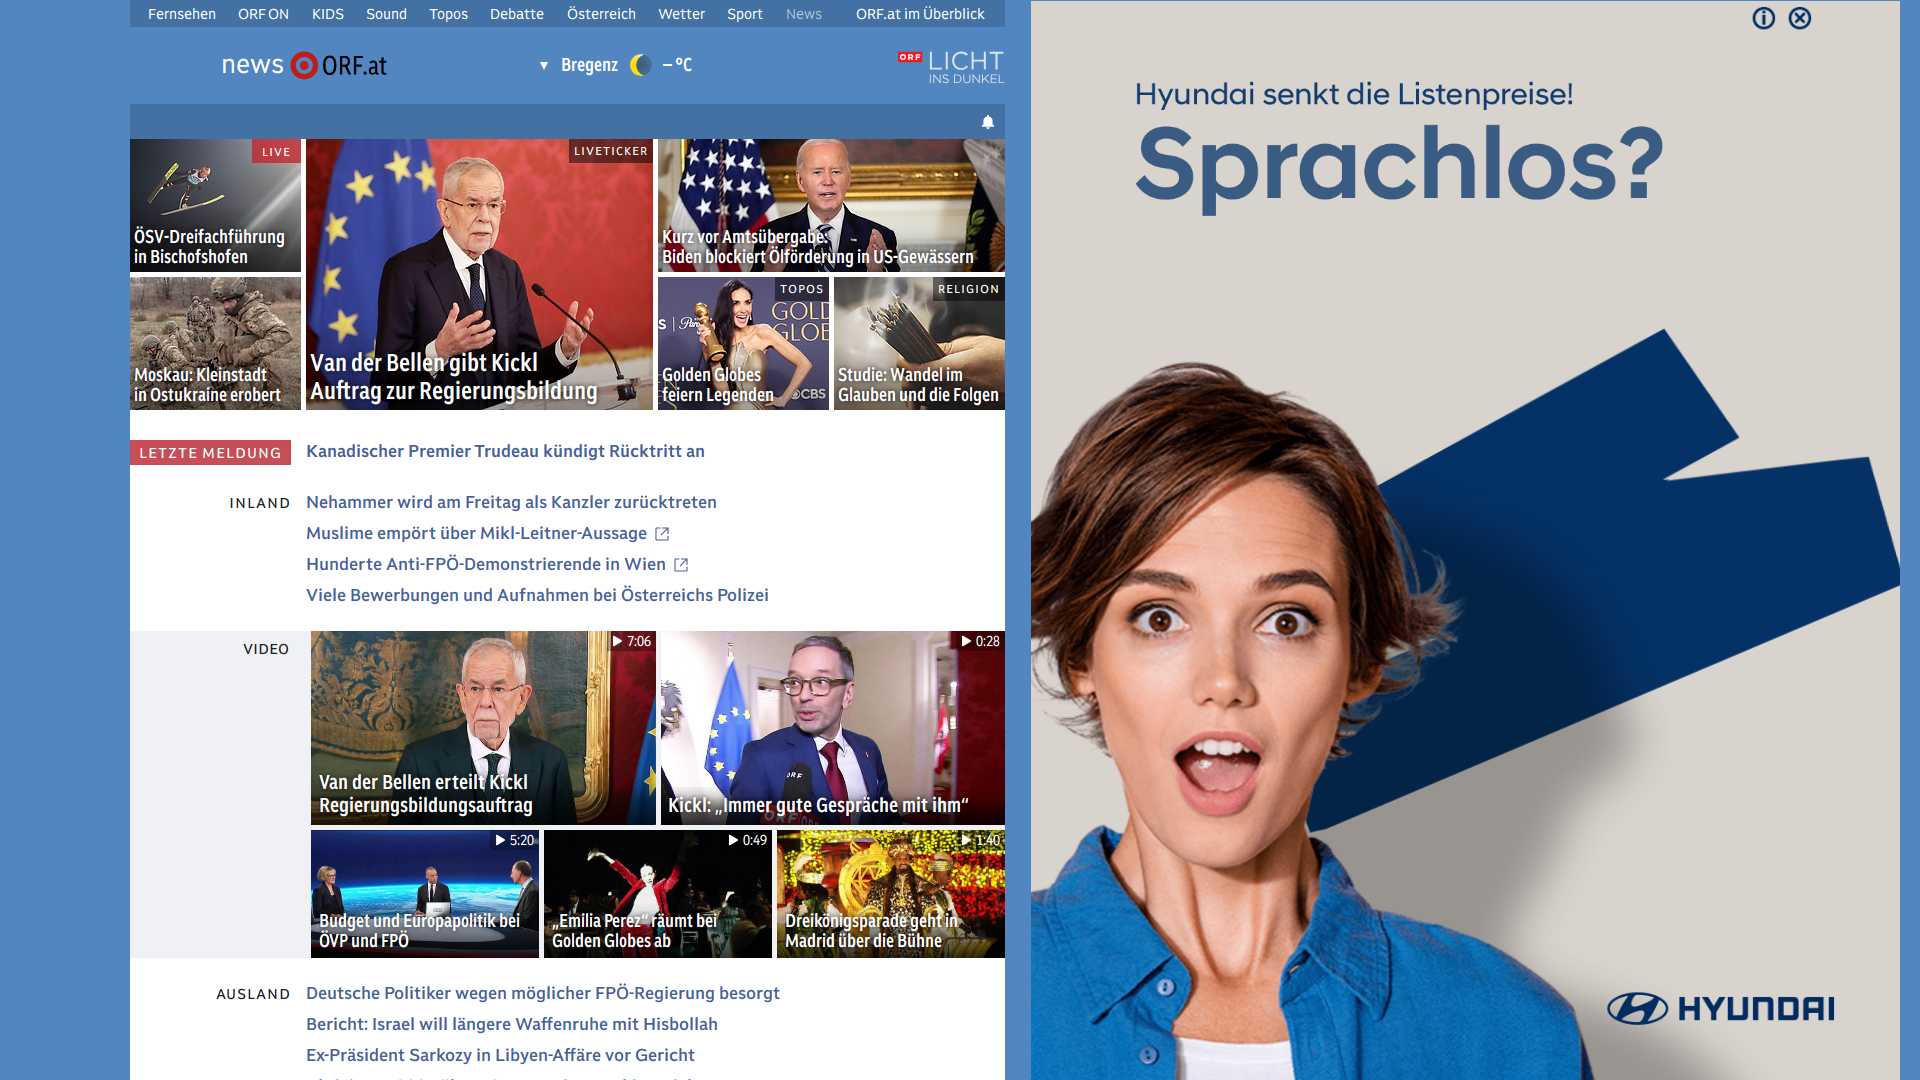 Fernsehen ORF ON KIDS Sound Topos Debatte Österreich Wetter Sport News ORF.at im Überblick
news ORF.at
Bregenz – °C
ORF LICHT
INS DUNKEL
LIVE
ÖSV-Dreifachführung
in Bischofshofen
Moskau: Kleinstadt
in Ostukraine erobert
LIVETICKER
Van der Bellen gibt Kickl
Auftrag zur Regierungsbildung
Kurz vor Amtsübergabe:
Biden blockiert Ölförderung in US-Gewässern
TOPOS
GOLD
GLOB
CBS
Golden Globes
feiern Legenden
RELIGION
Studie: Wandel im
Glauben und die Folgen
LETZTE MELDUNG
Kanadischer Premier Trudeau kündigt Rücktritt an
INLAND
Nehammer wird am Freitag als Kanzler zurücktreten
Muslime empört über Mikl-Leitner-Aussage
Hunderte Anti-FPÖ-Demonstrierende in Wien
Viele Bewerbungen und Aufnahmen bei Österreichs Polizei
VIDEO
7:06
Van der Bellen erteilt Kickl
Regierungsbildungsauftrag
0:28
ORF
Kickl: „Immer gute Gespräche mit ihm“
5:20
Budget und Europapolitik bei
ÖVP und FPÖ
0:49
„Emilia Perez“ räumt bei
Golden Globes ab
1:40
Dreikönigsparade geht in
Madrid über die Bühne
AUSLAND
Deutsche Politiker wegen möglicher FPÖ-Regierung besorgt
Bericht: Israel will längere Waffenruhe mit Hisbollah
Ex-Präsident Sarkozy in Libyen-Affäre vor Gericht
Hyundai senkt die Listenpreise!
Sprachlos?
HYUNDAI